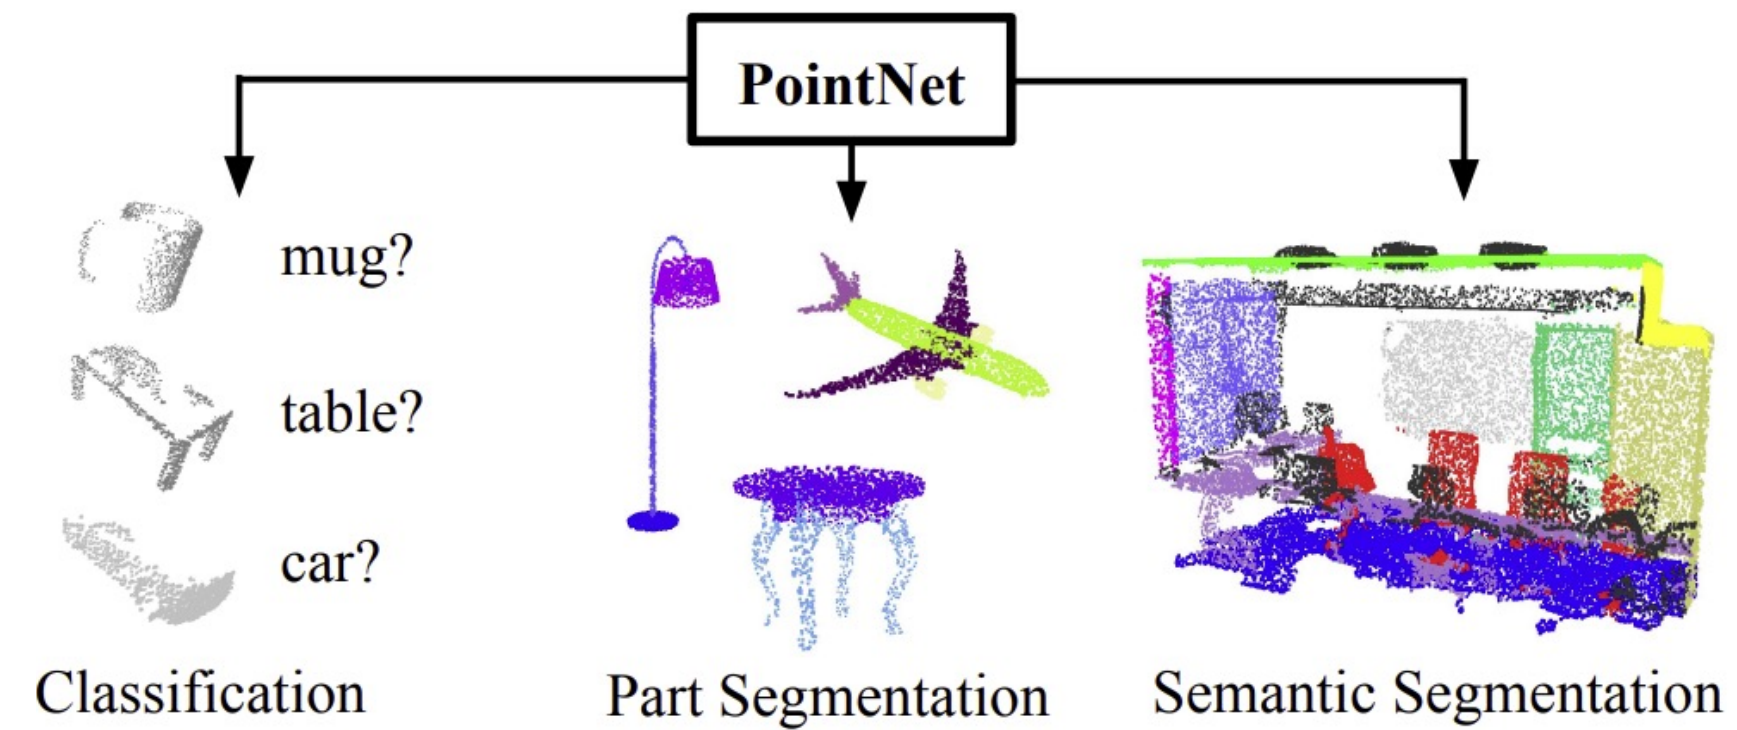 PointNet
mug?
table?
car?
Classification
Part Segmentation
Semantic Segmentation